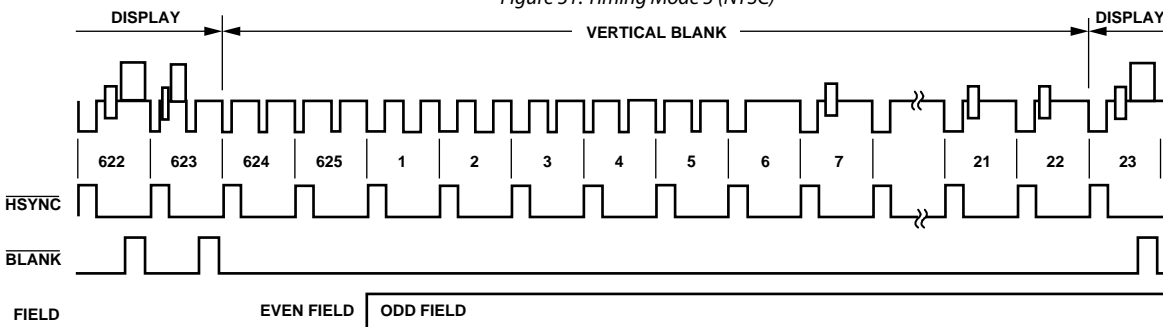 Figure 51. Timing Mode 3 (NTSC)
DISPLAY VERTICAL BLANK DISPLAY
622 623 624 625 1 2 3 4 5 6 7 21 22 23
HSYNC
BLANK
FIELD EVEN FIELD ODD FIELD